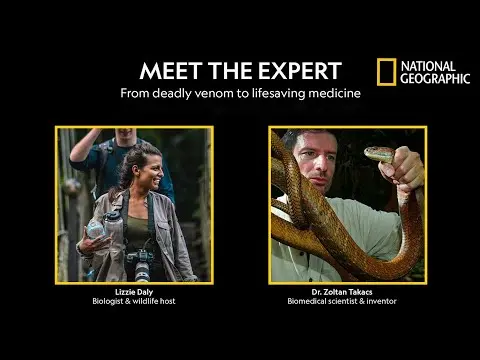 MEET THE EXPERT
From deadly venom to lifesaving medicine
NATIONAL
GEOGRAPHIC
Lizzie Daly
Biologist & wildlife host
Dr. Zoltan Takacs
Biomedical scientist & inventor